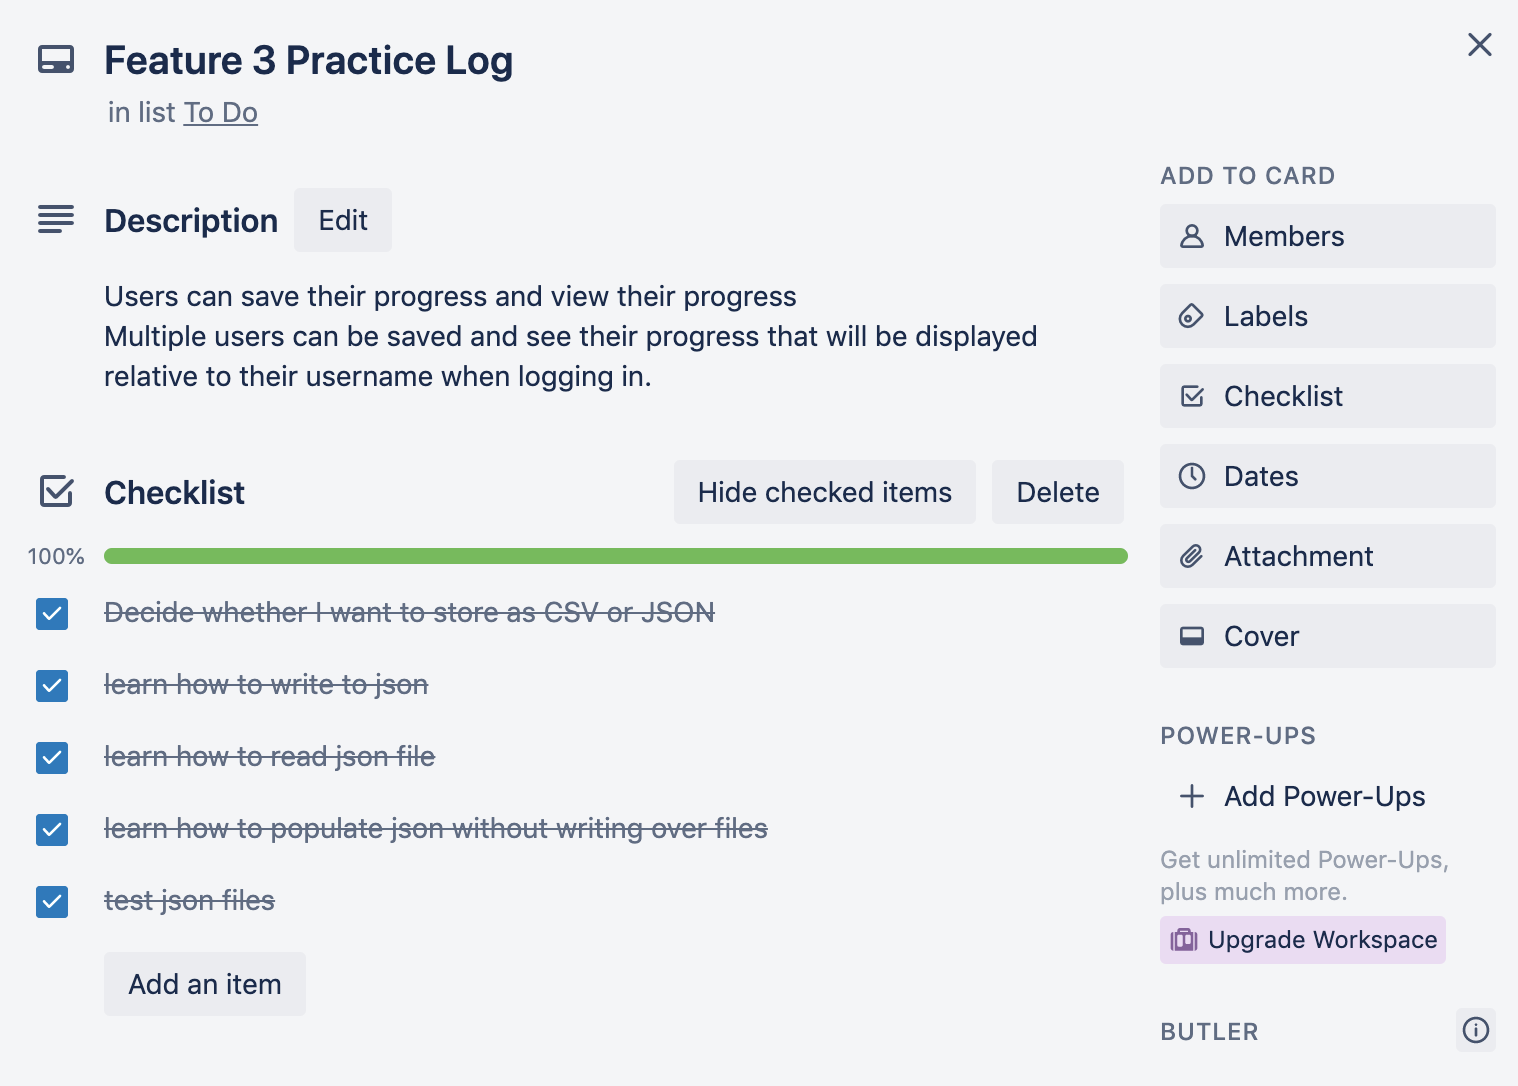 Feature 3 Practice Log
in list To Do
Description
Edit
Users can save their progress and view their progress
Multiple users can be saved and see their progress that will be displayed
relative to their username when logging in.
Checklist
Hide checked items
Delete
100%
Decide whether I want to store as CSV or JSON
learn how to write to json
learn how to read json file
learn how to populate json without writing over files
test json files
Add an item
ADD TO CARD
Members
Labels
Checklist
Dates
Attachment
Cover
POWER-UPS
Add Power-Ups
Get unlimited Power-Ups,
plus much more.
Upgrade Workspace
BUTLER